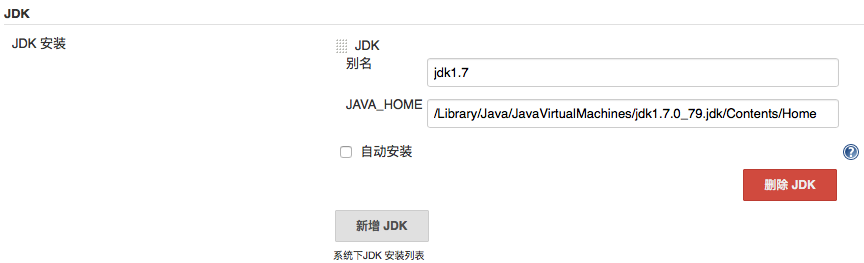 JDK
JDK 安装
JDK
别名
jdk1.7
JAVA_HOME
/Library/Java/JavaVirtualMachines/jdk1.7.0_79.jdk/Contents/Home
自动安装
?
删除 JDK
新增 JDK
系统下JDK 安装列表